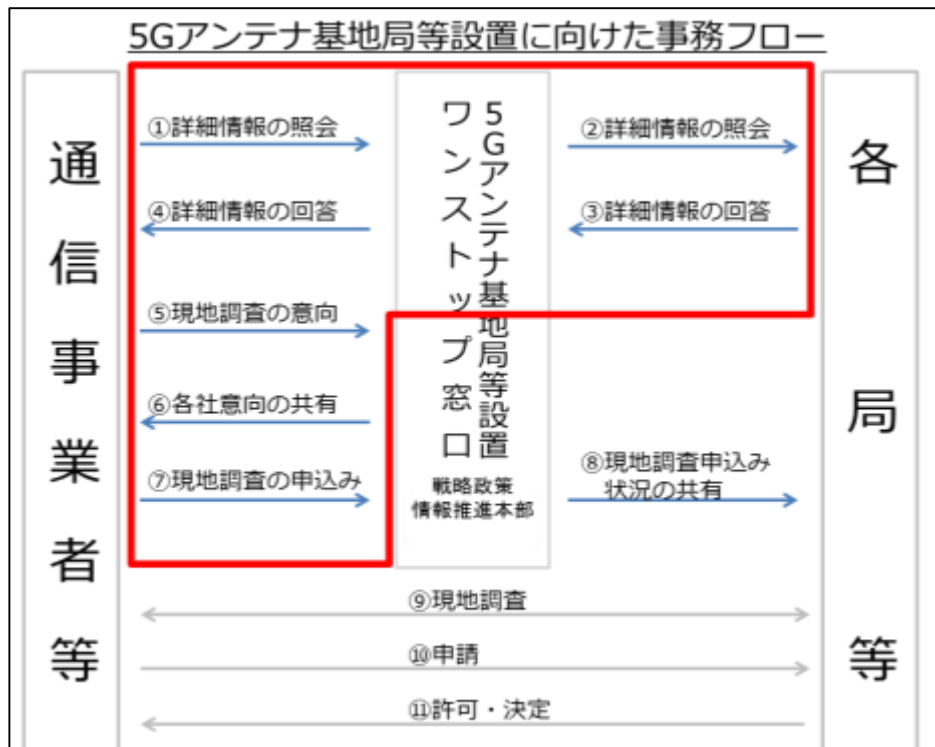 5Gアンテナ基地局等設置に向けた事務フロー
通信事業者等
①詳細情報の照会
④詳細情報の回答
⑤現地調査の意向
⑥各社意向の共有
⑦現地調査の申込み
5Gアンテナ基地局等設置
ワンストップ窓口
戦略政策
情報推進本部
②詳細情報の照会
③詳細情報の回答
⑧現地調査申込み
状況の共有
各局等
⑨現地調査
⑩申請
⑪許可・決定